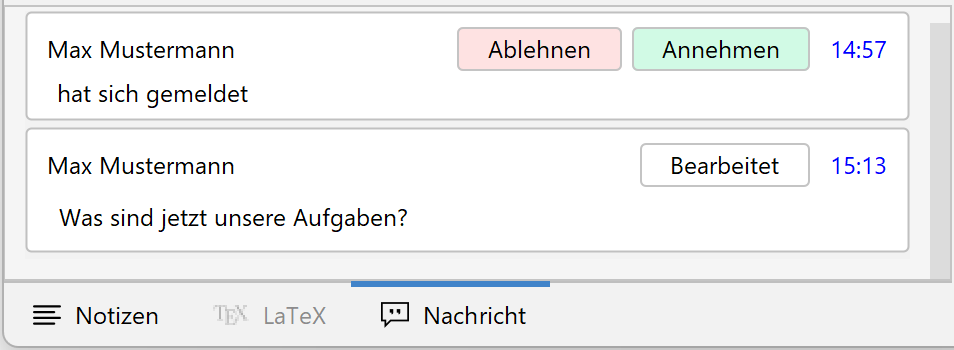 Max Mustermann Ablehnen Annehmen 14:57
hat sich gemeldet
Max Mustermann Bearbeitet 15:13
Was sind jetzt unsere Aufgaben?
Notizen TEX LaTeX Nachricht